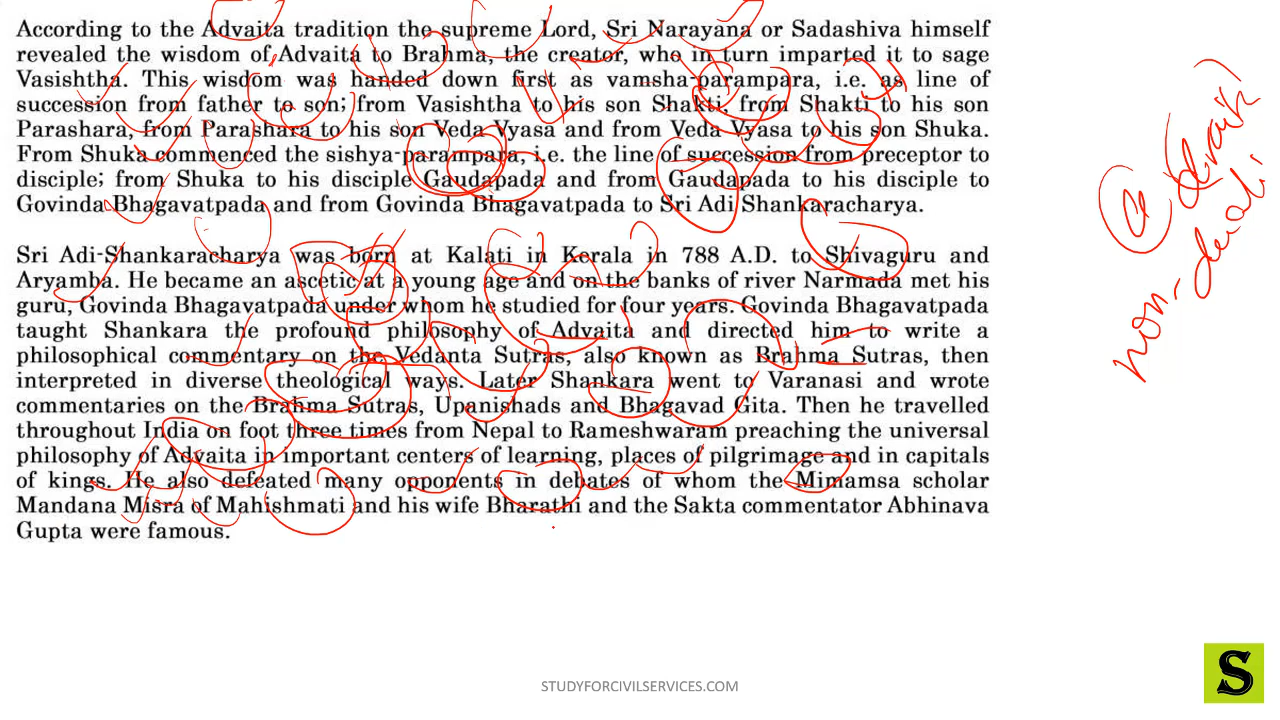 According to the Advaita tradition the supreme Lord, Sri Narayana or Sadashiva himself
revealed the wisdom of Advaita to Brahma, the creator, who in turn imparted it to sage
Vasishtha. This wisdom was handed down first as vamsha-parampara, i.e. as line of
succession from father to son; from Vasishtha to his son Shakti, from Shakti to his son
Parashara, from Parashara to his son Veda Vyasa and from Veda Vyasa to his son Shuka.
From Shuka commenced the sishya-parampara, i.e. the line of succession from preceptor to
disciple; from Shuka to his disciple Gaudapada and from Gaudapada to his disciple to
Govinda Bhagavatpada and from Govinda Bhagavatpada to Sri Adi Shankaracharya.
Sri Adi-Shankaracharya was born at Kalati in Kerala in 788 A.D. to Shivaguru and
Aryamba. He became an ascetic at a young age and on the banks of river Narmada met his
guru, Govinda Bhagavatpada under whom he studied for four years. Govinda Bhagavatpada
taught Shankara the profound philosophy of Advaita and directed him to write a
philosophical commentary on the Vedanta Sutras, also known as Brahma Sutras, then
interpreted in diverse theological ways. Later Shankara went to Varanasi and wrote
commentaries on the Brahma Sutras, Upanishads and Bhagavad Gita. Then he travelled
throughout India on foot three times from Nepal to Rameshwaram preaching the universal
philosophy of Advaita in important centers of learning, places of pilgrimage and in capitals
of kings. He also defeated many opponents in debates of whom the Mimamsa scholar
Mandana Misra of Mahishmati and his wife Bharathi and the Sakta commentator Abhinava
Gupta were famous.
non-dual
STUDYFORCIVILSERVICES.COM
S